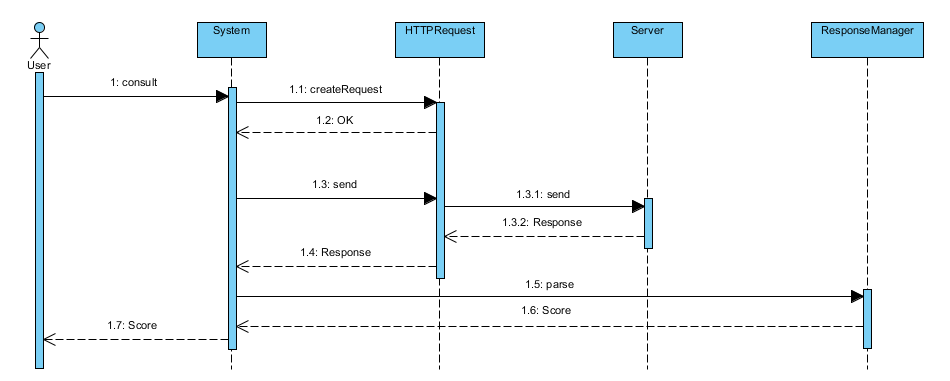 System
HTTPRequest
Server
ResponseManager
User
1: consult
1.1: createRequest
1.2: OK
1.3: send
1.3.1: send
1.3.2: Response
1.4: Response
1.5: parse
1.6: Score
1.7: Score